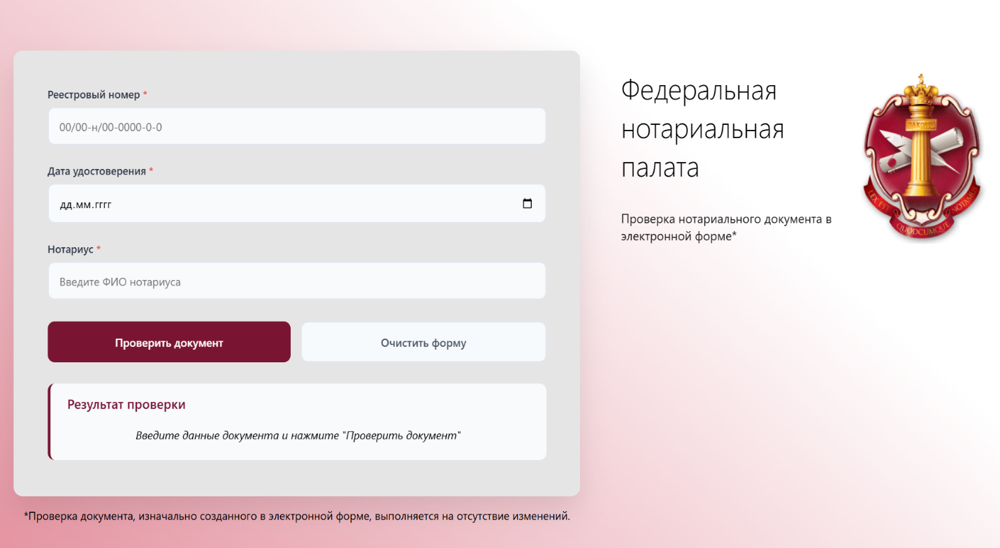 Реестровый номер *
00/00-н/00-0000-0-0
Дата удостоверения *
дд.мм.гггг
Нотариус *
Введите ФИО нотариуса
Проверить документ
Очистить форму
Результат проверки
Введите данные документа и нажмите "Проверить документ"
*Проверка документа, изначально созданного в электронной форме, выполняется на отсутствие изменений.
Федеральная
нотариальная
палата
Проверка нотариального документа в
электронной форме*
LEX EST QUODCUMQUE NOTAMUS